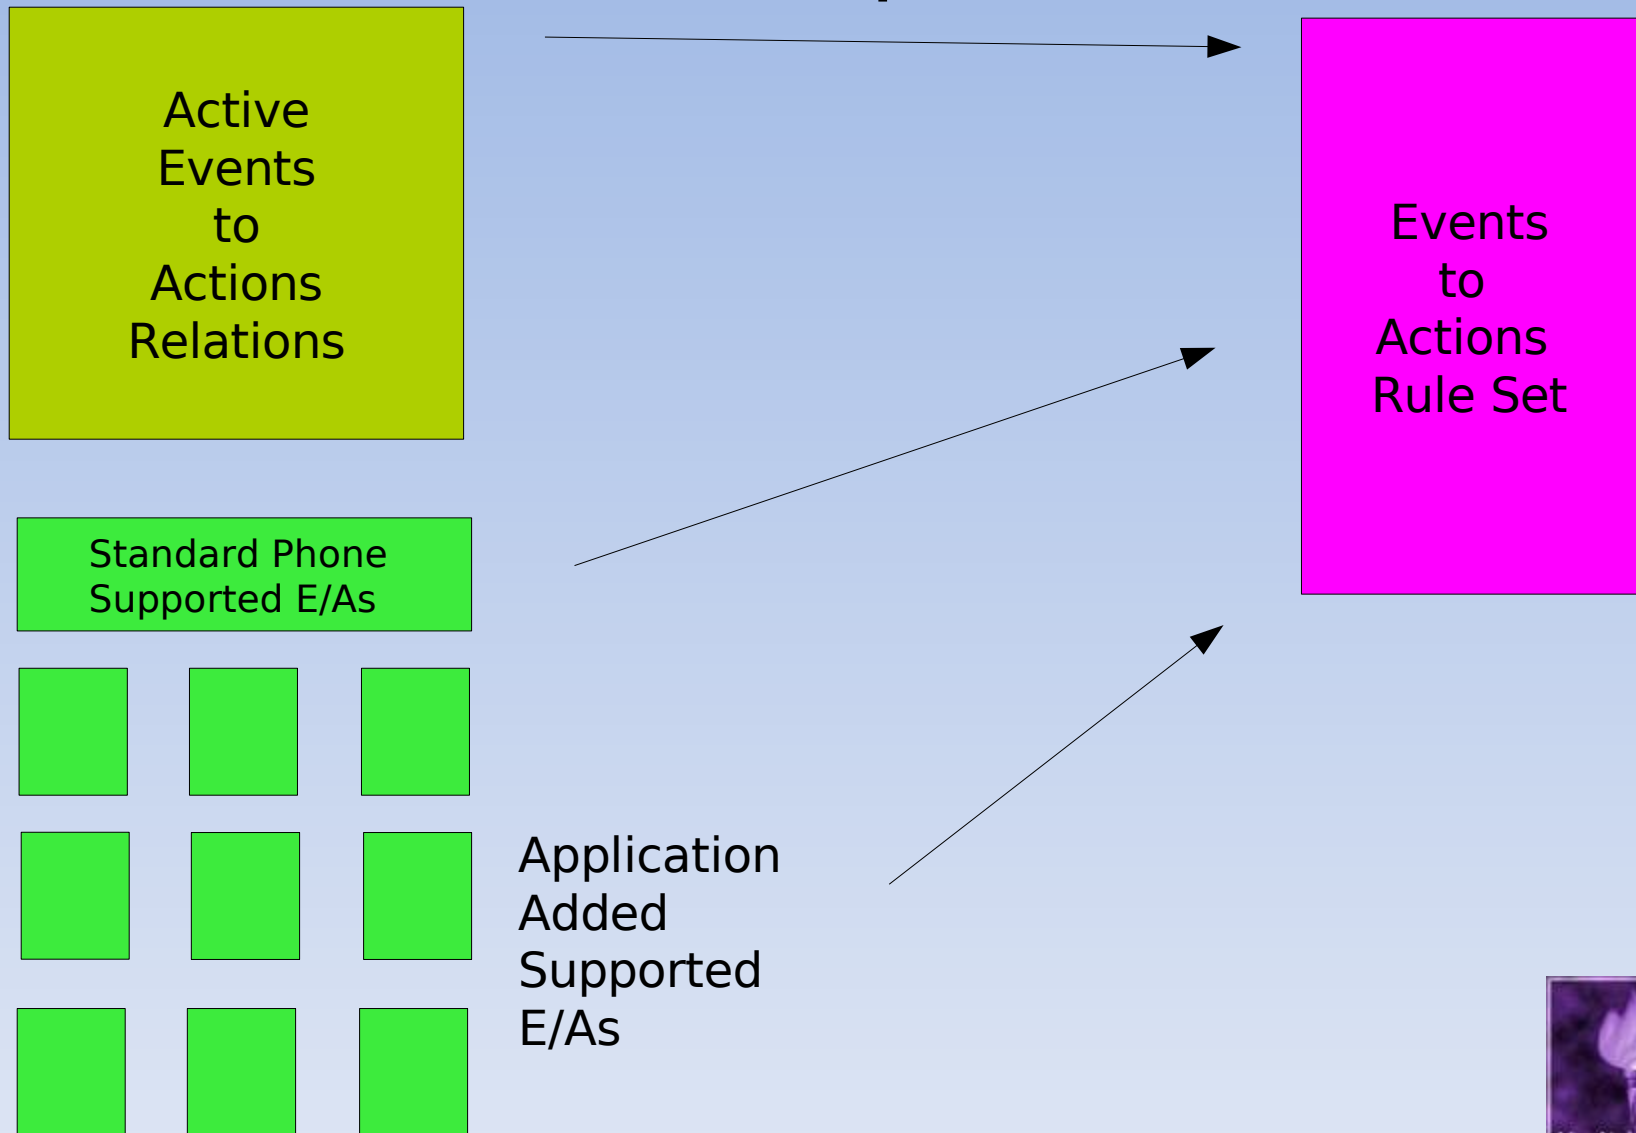 Active
Events
to
Actions
Relations
Events
to
Actions
Rule Set
Standard Phone
Supported E/As
Application
Added
Supported
E/As